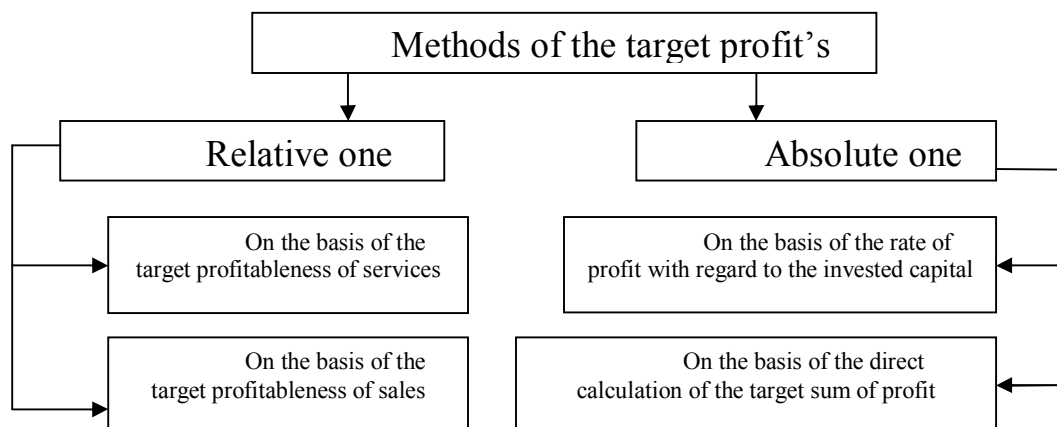 Methods of the target profit's
Relative one
Absolute one
On the basis of the
target profitableness of services
On the basis of the rate of
profit with regard to the invested capital
On the basis of the
target profitableness of sales
On the basis of the direct
calculation of the target sum of profit